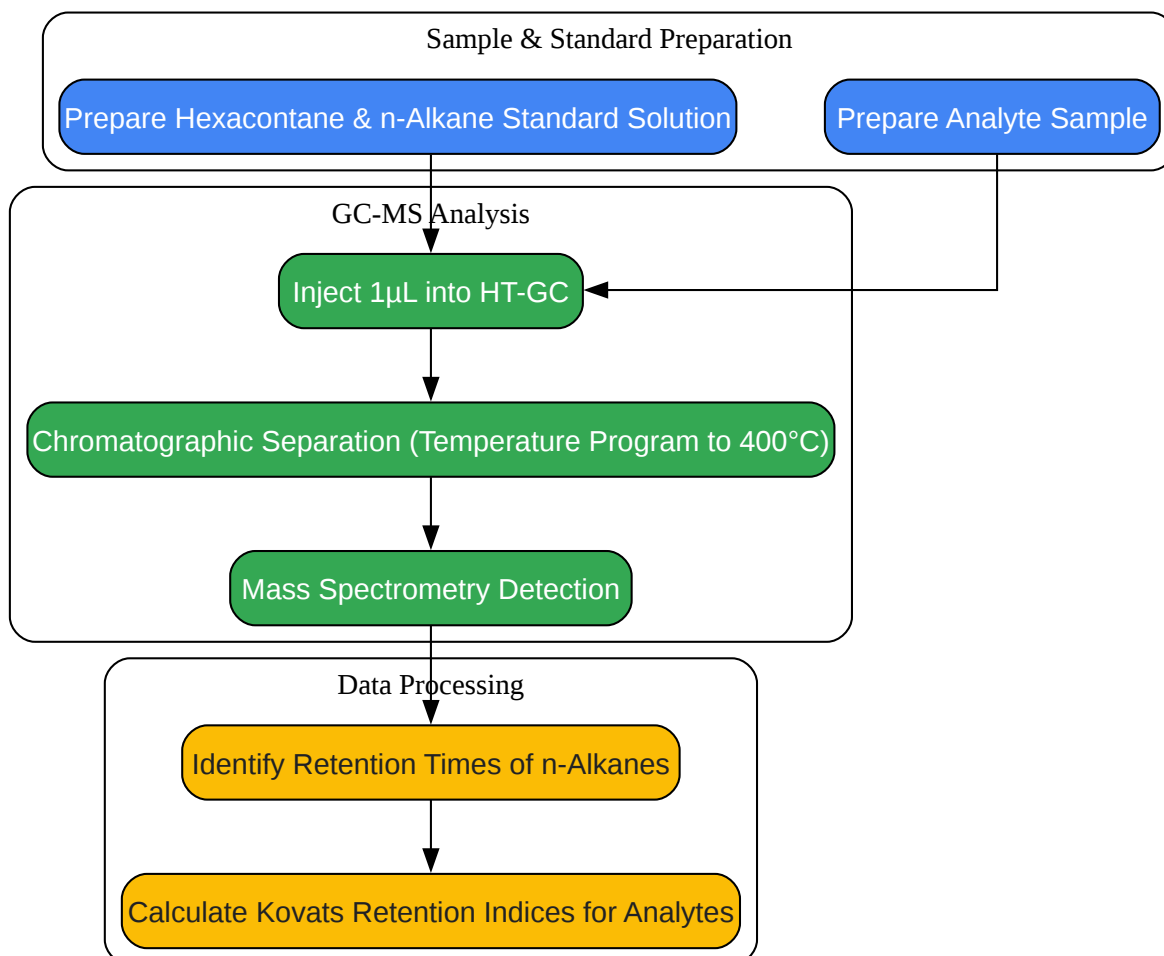 Sample & Standard Preparation
Prepare Hexacontane & n-Alkane Standard Solution
Prepare Analyte Sample
GC-MS Analysis
Inject 1µL into HT-GC
Chromatographic Separation (Temperature Program to 400°C)
Mass Spectrometry Detection
Data Processing
Identify Retention Times of n-Alkanes
Calculate Kovats Retention Indices for Analytes